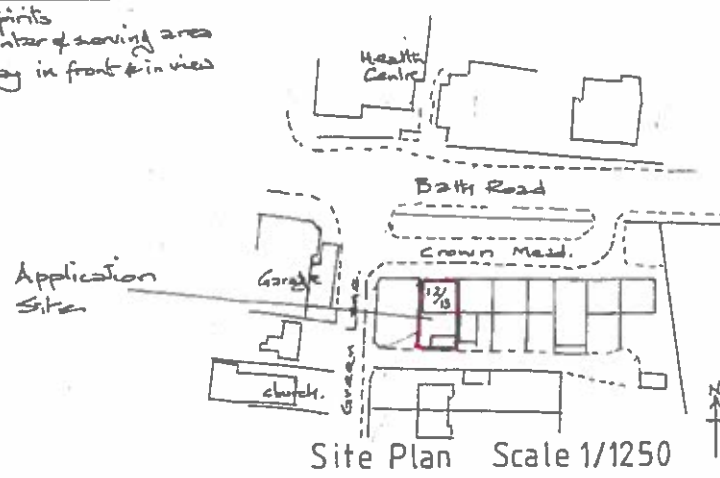 spirits
counter & serving area
in front & in view
Health
Centre
Bath Road
Crown Mead.
Application
Site
Garage
12/13
Green Lane
church.
N
Site Plan Scale 1/1250